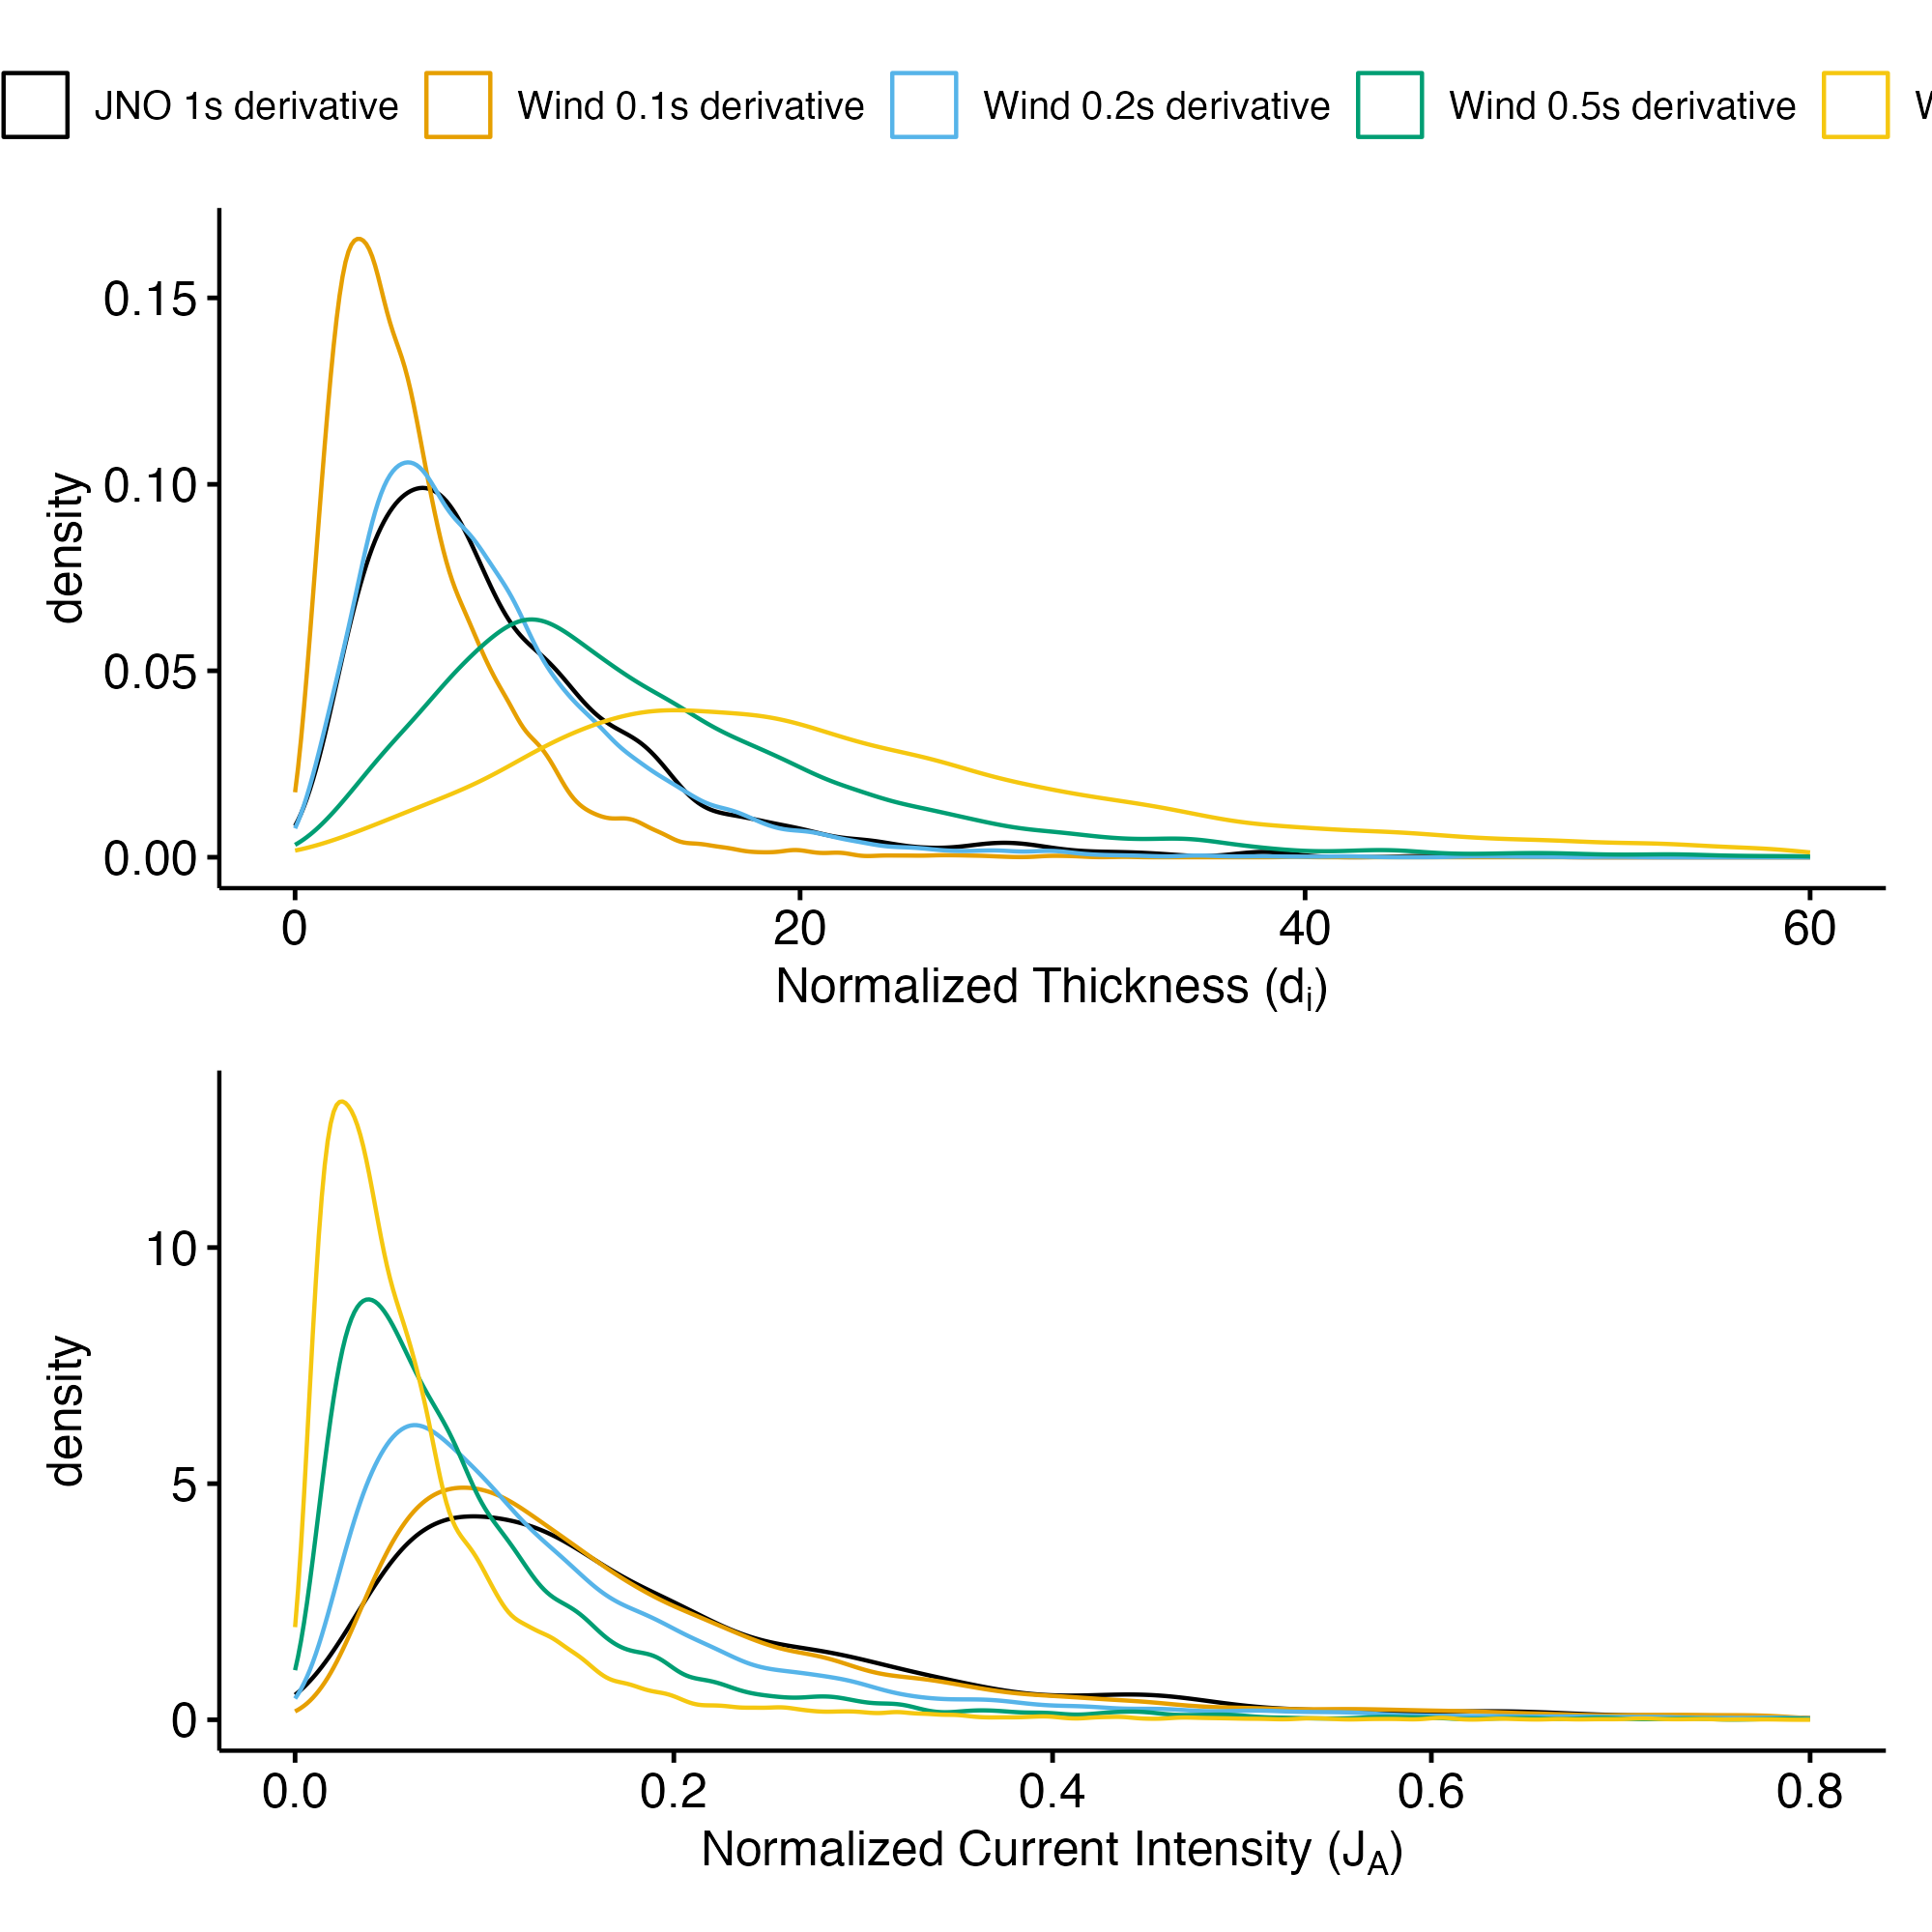 JNO 1s derivative Wind 0.1s derivative Wind 0.2s derivative Wind 0.5s derivative
density
0.15
0.10
0.05
0.00
0 20 40 60
Normalized Thickness (di)
density
10
5
0
0.0 0.2 0.4 0.6 0.8
Normalized Current Intensity (JA)